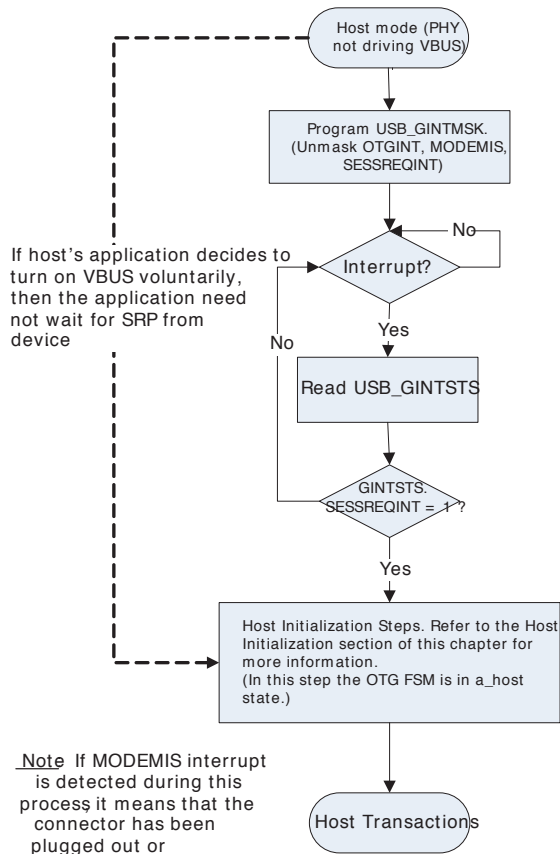 Host mode (PHY
not driving VBUS)
Program USB_GINTMSK.
(Unmask OTGINT, MODEMIS,
SESSREQINT)
No
Interrupt?
If host's application decides to
turn on VBUS voluntarily,
then the application need
not wait for SRP from
device
No
Yes
Read USB_GINTSTS
GINTSTS.
SESSREQINT = 1 ?
Yes
Host Initialization Steps. Refer to the Host
Initialization section of this chapter for
more information.
(In this step the OTG FSM is in a_host
state.)
Note If MODEMIS interrupt
is detected during this
process, it means that the
connector has been
plugged out or
Host Transactions